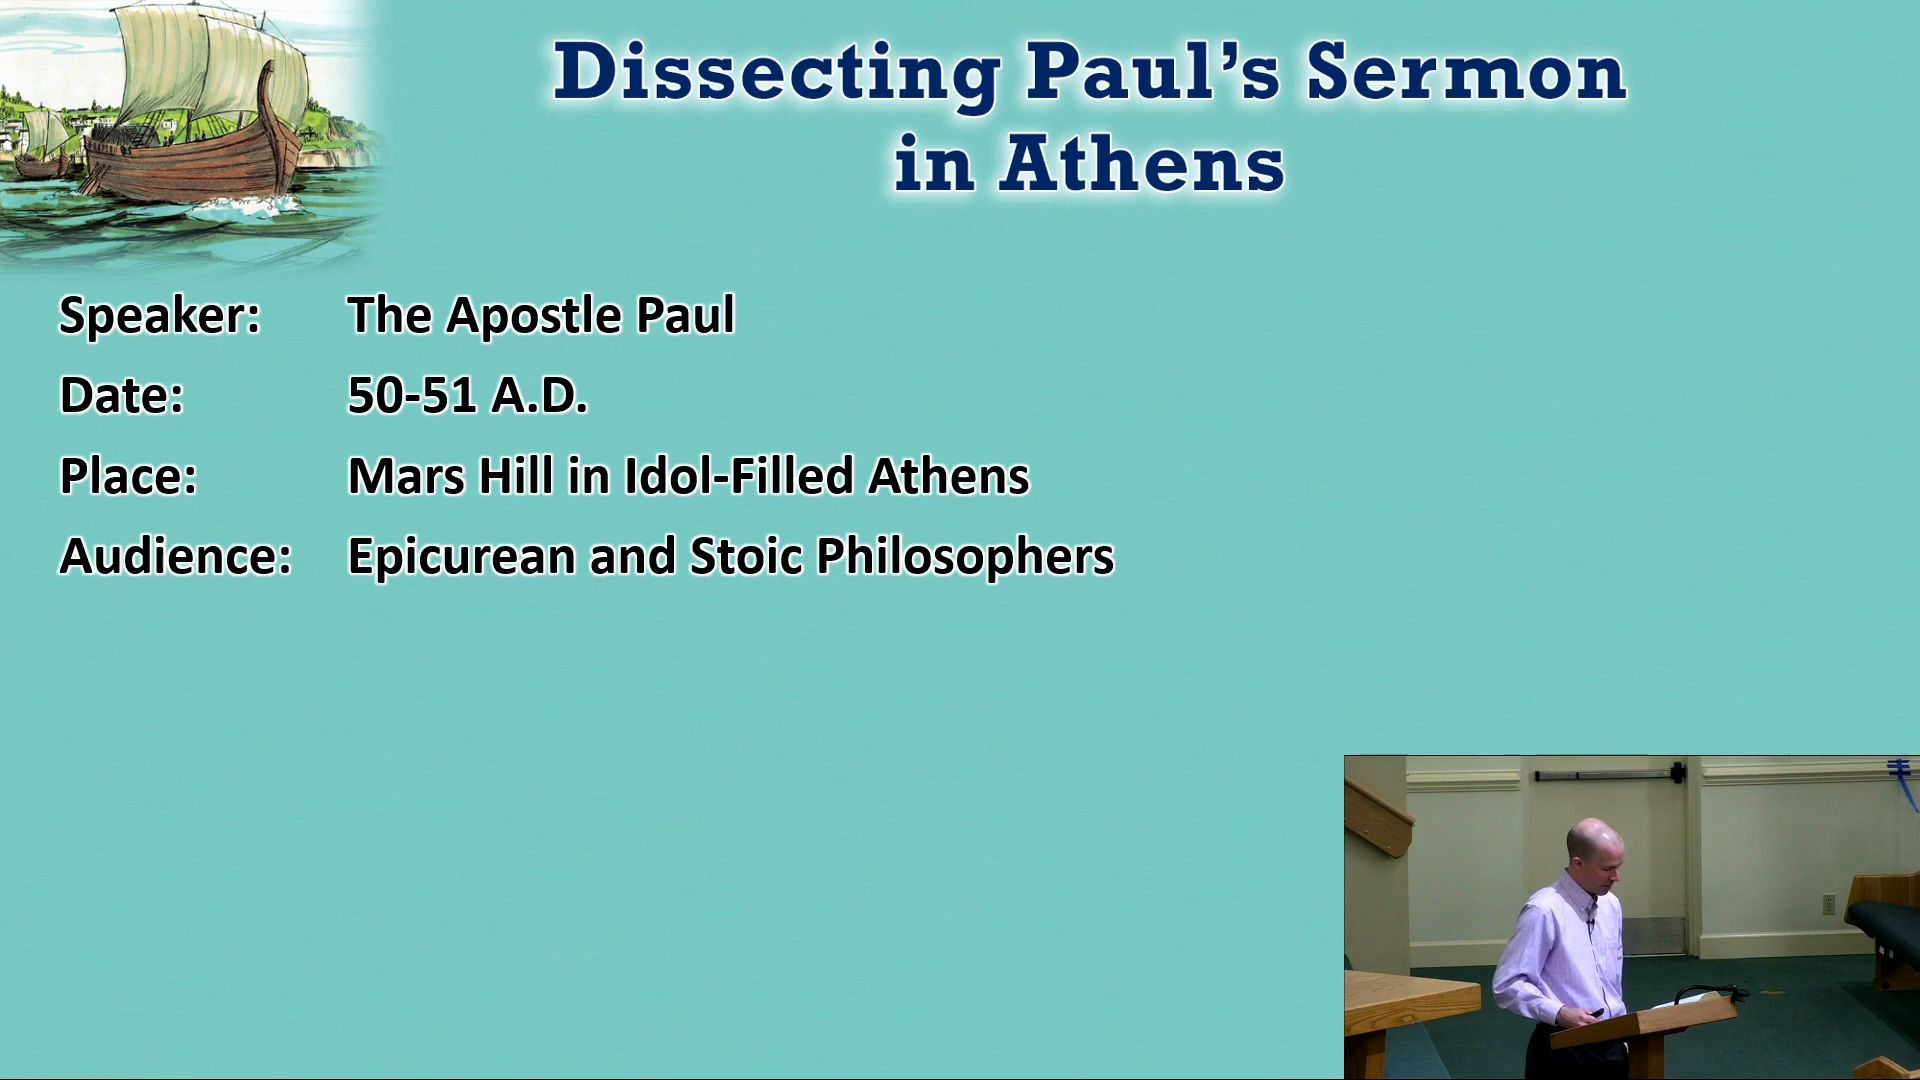 Dissecting Paul’s Sermon
in Athens
Speaker: The Apostle Paul
Date: 50-51 A.D.
Place: Mars Hill in Idol-Filled Athens
Audience: Epicurean and Stoic Philosophers